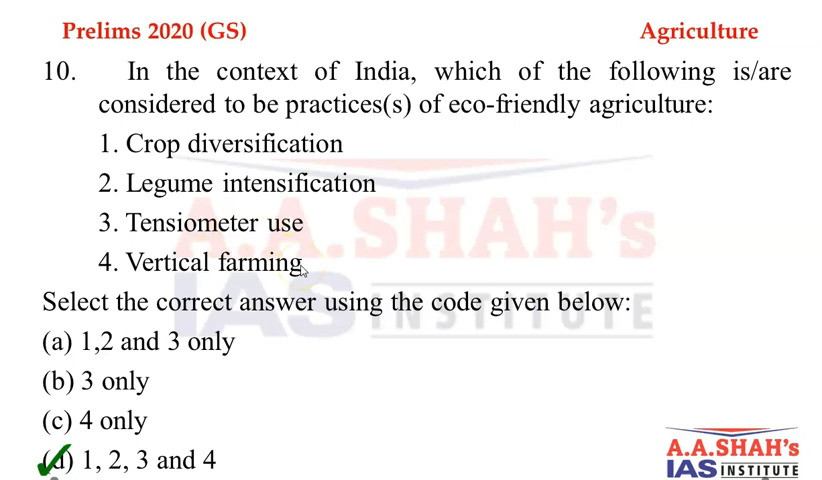 Prelims 2020 (GS)
Agriculture
10. In the context of India, which of the following is/are
considered to be practices(s) of eco-friendly agriculture:
1. Crop diversification
2. Legume intensification
3. Tensiometer use
4. Vertical farming
A.A.SHAH's
IAS INSTITUTE
Select the correct answer using the code given below:
(a) 1,2 and 3 only
(b) 3 only
(c) 4 only
(d) 1, 2, 3 and 4
A.A.SHAH's
IAS INSTITUTE